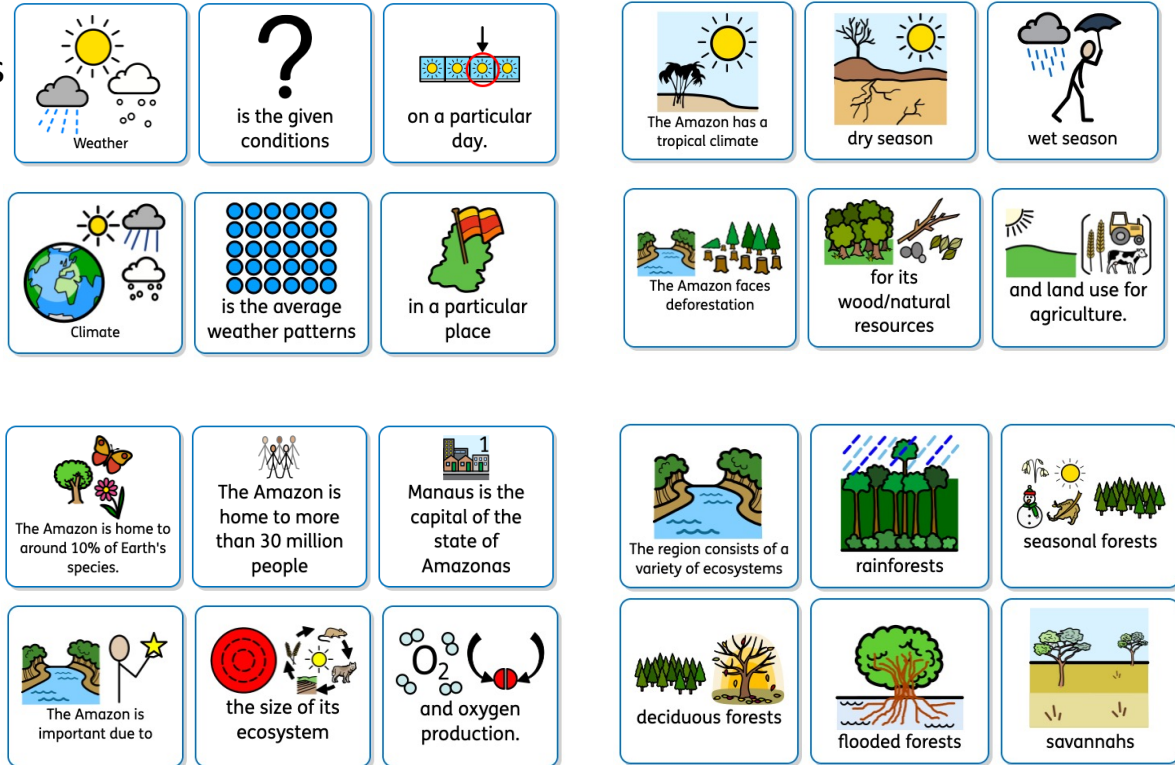 s
Weather
is the given
conditions
on a particular
day.
Climate
is the average
weather patterns
in a particular
place
The Amazon has a
tropical climate
dry season
wet season
The Amazon faces
deforestation
for its
wood/natural
resources
and land use for
agriculture.
The Amazon is home to
around 10% of Earth's
species.
The Amazon is
home to more
than 30 million
people
1
Manaus is the
capital of the
state of
Amazonas
The Amazon is
important due to
the size of its
ecosystem
O2
and oxygen
production.
The region consists of a
variety of ecosystems
rainforests
seasonal forests
deciduous forests
flooded forests
savannahs